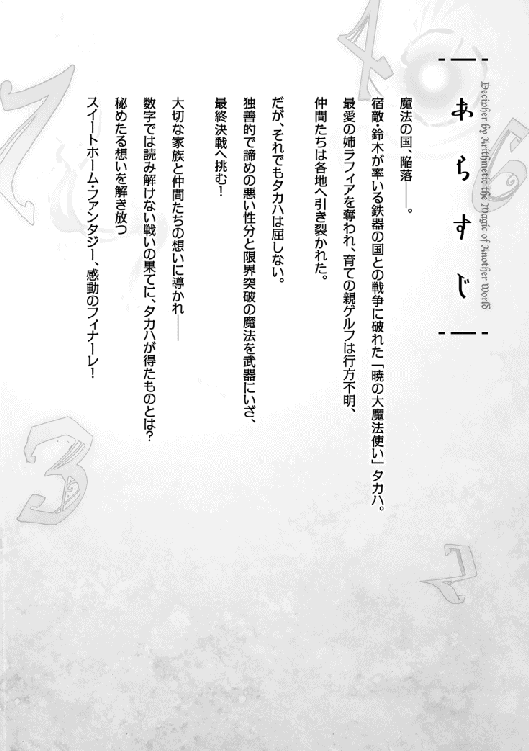 あらすじ
Decipher by Arithmetic the Magic of Another World
魔法の国、陥落――。
宿敵・鈴木が率いる鉄器の国との戦争に破れた「暁の大魔法使い」タカハ。
最愛の姉ラフィアを奪われ、育ての親ゲルフは行方不明、
仲間たちは各地へ引き裂かれた。
だが、それでもタカハは屈しない。
独善的で諦めの悪い性分と限界突破の魔法を武器にいざ、
最終決戦へ挑む！
大切な家族と仲間たちの想いに導かれ――
数字では読み解けない戦いの果てに、タカハが得たものとは？
秘めたる想いを解き放つ
スイートホーム・ファンタジー、感動のフィナーレ！
4
7
6
3
2